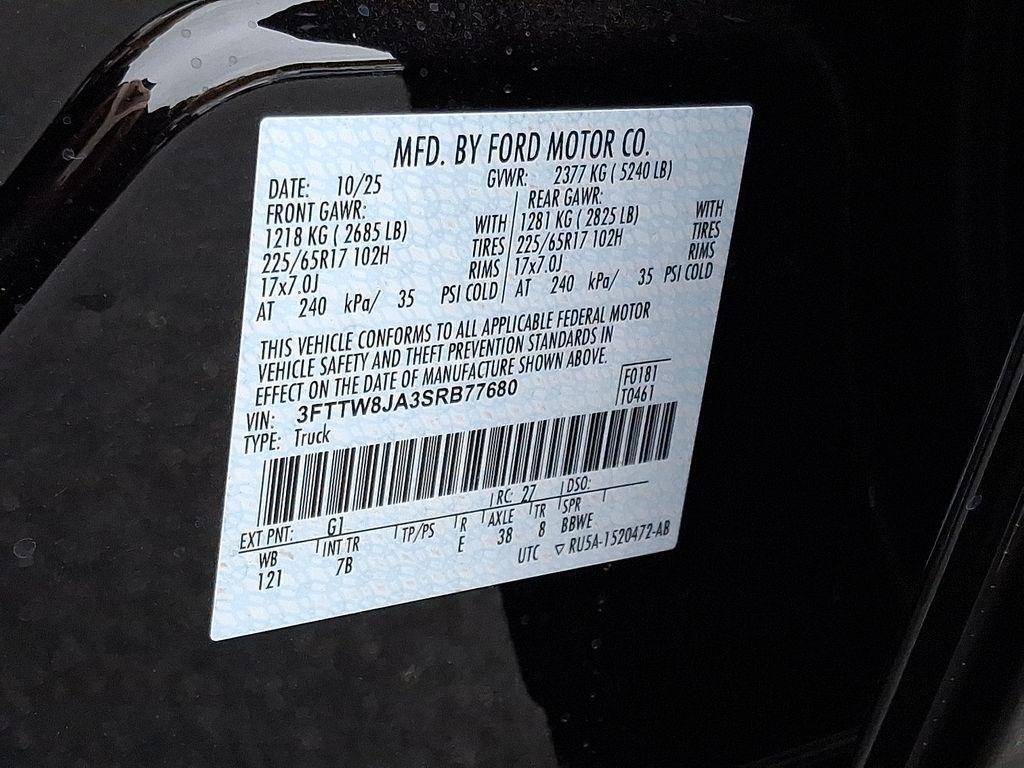 MFD. BY FORD MOTOR CO.
DATE: 10/25 GVWR: 2377 KG ( 5240 LB)
FRONT GAWR: REAR GAWR:
1218 KG ( 2685 LB) WITH 1281 KG ( 2825 LB) WITH
225/65R17 102H TIRES 225/65R17 102H TIRES
17x7.0J RIMS 17x7.0J RIMS
AT 240 kPa/ 35 PSI COLD AT 240 kPa/ 35 PSI COLD
THIS VEHICLE CONFORMS TO ALL APPLICABLE FEDERAL MOTOR
VEHICLE SAFETY AND THEFT PREVENTION STANDARDS IN
EFFECT ON THE DATE OF MANUFACTURE SHOWN ABOVE.
VIN: 3FTTW8JA3SRB77680 F0181
TYPE: Truck T0461
EXT PNT: G1 RC: 27 DSO:
WB INT TR TP/PS R AXLE TR SPR
121 7B E 38 8 BBWE
UTC ▽ RU5A-1520472-AB